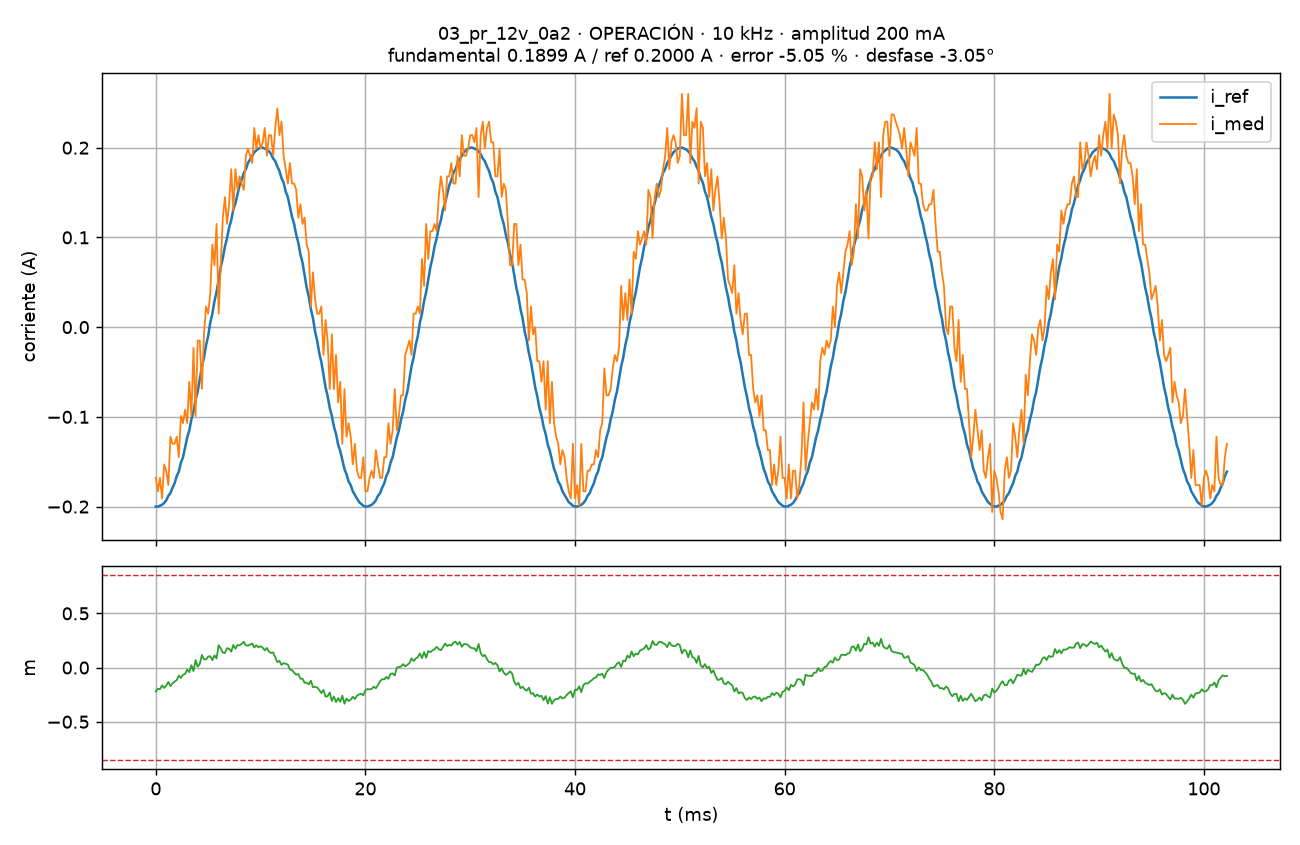 03_pr_12v_0a2 · OPERACIÓN · 10 kHz · amplitud 200 mA
fundamental 0.1899 A / ref 0.2000 A · error -5.05 % · desfase -3.05°
i_ref
i_med
corriente (A)
0.2
0.1
0.0
−0.1
−0.2
m
0.5
0.0
−0.5
0
20
40
60
80
100
t (ms)